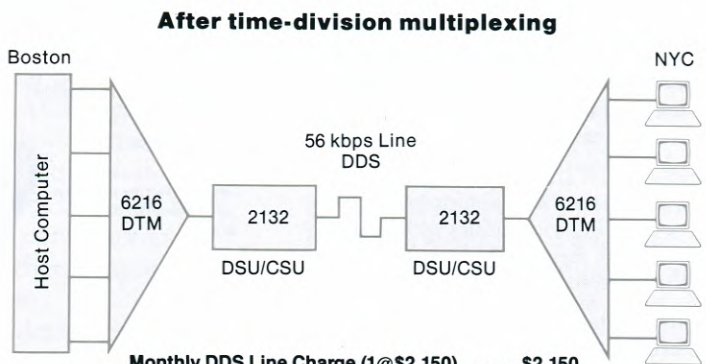 After time-division multiplexing
Boston
NYC
Host Computer
6216
DTM
2132
DSU/CSU
56 kbps Line
DDS
2132
DSU/CSU
6216
DTM
Monthly DDS Line Charge (1@$2,150) $2,150